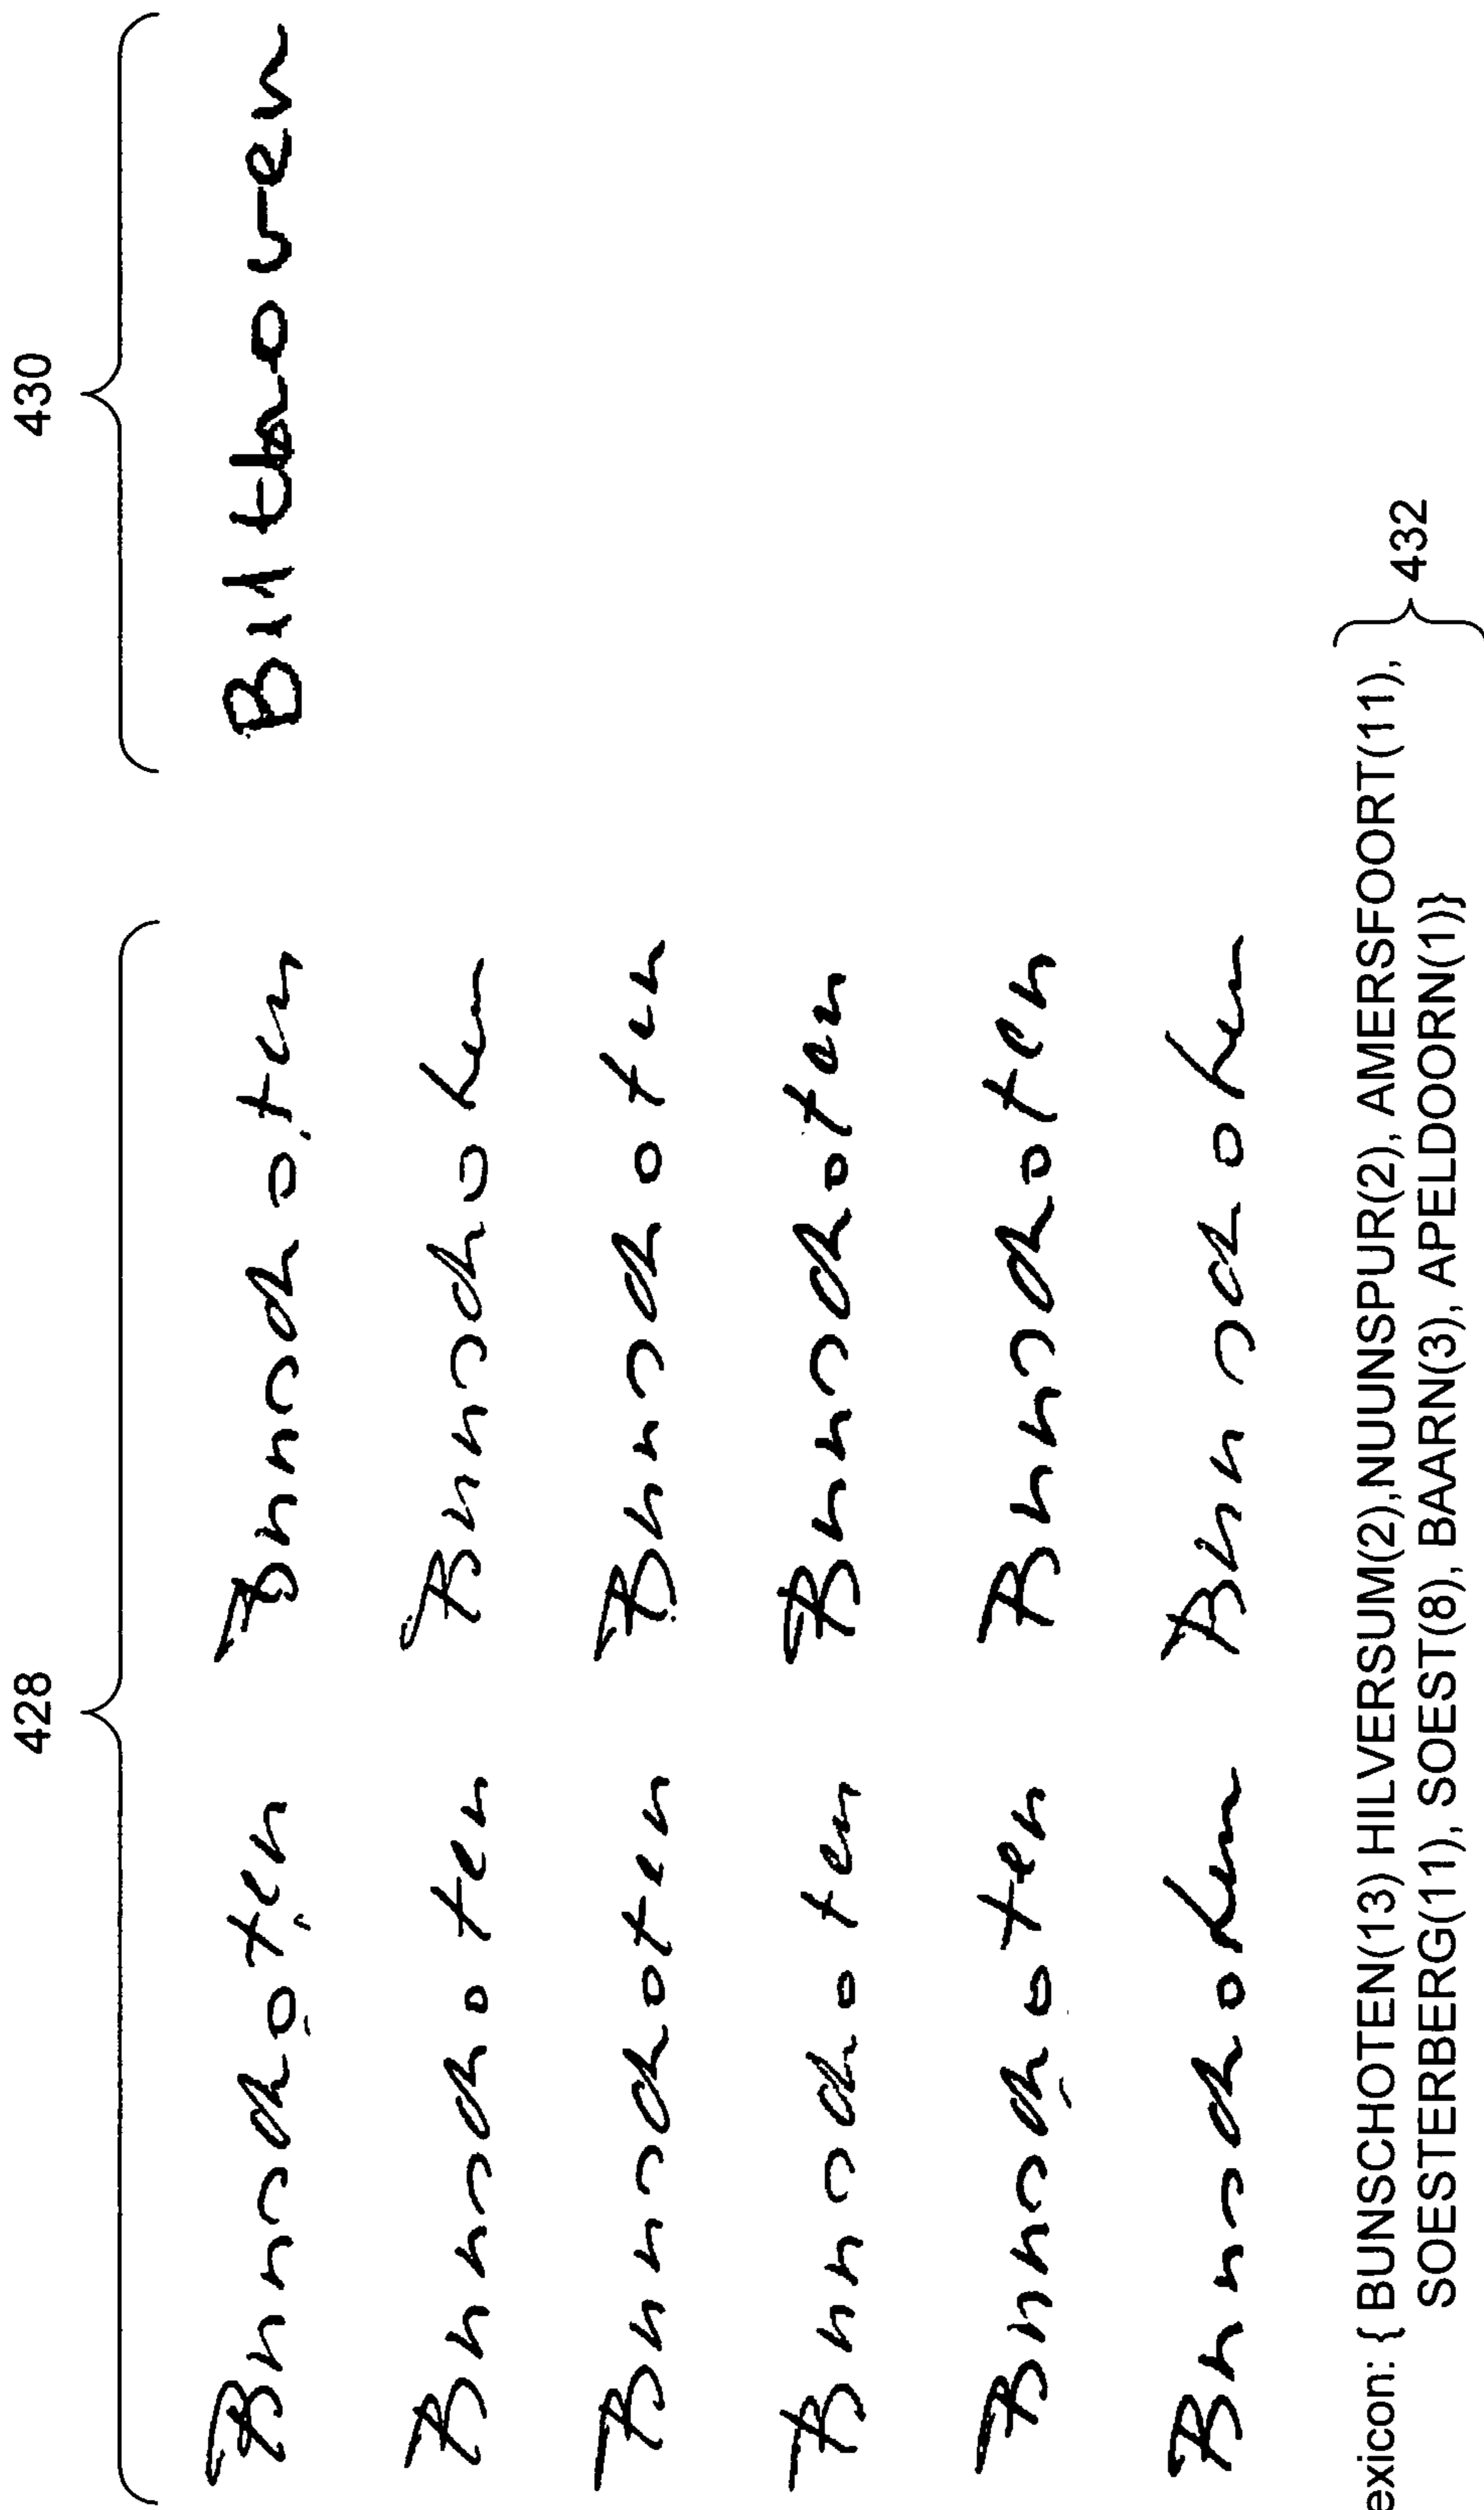 428 430
Bunschoten Bunschoten Bilthoven
Bunschoten Bunschoten
Bunschoten Bunschoten
Bunschoten Bunschoten
Bunschoten Bunschoten
Bunschoten Bunschoten
exicon: { BUNSCHOTEN(13) HILVERSUM(2),NUUNSPUR(2), AMERSFOORT(11),
SOESTERBERG(11), SOEST(8), BAARN(3), APELDOORN(1)}
432